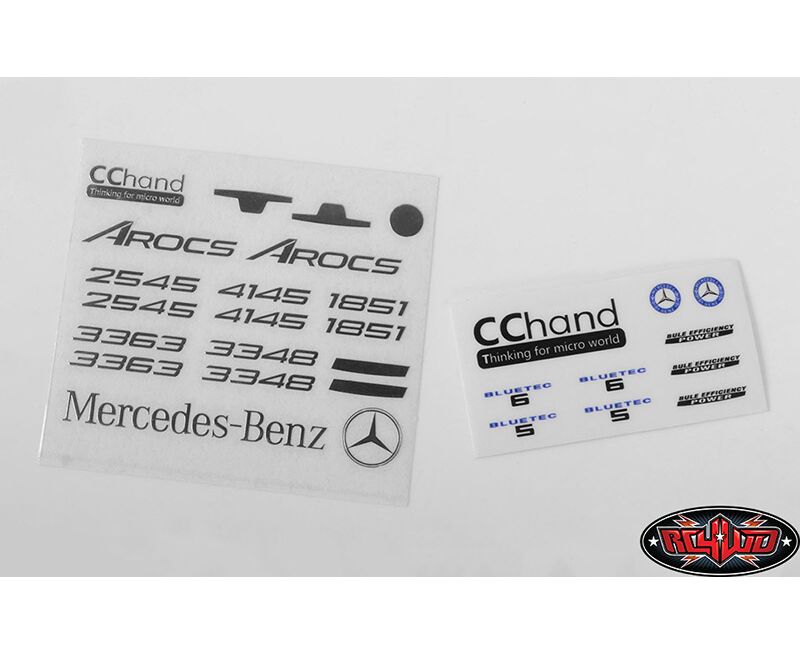 CChand
Thinking for micro world
AROCS AROCS
2545 4145 1851
2545 4145 1851
3363 3348
3363 3348
Mercedes-Benz
CChand
Thinking for micro world
BULE EFFICIENCY
POWER
BLUETEC
6
BLUETEC
6
BULE EFFICIENCY
POWER
BLUETEC
5
BLUETEC
5
BULE EFFICIENCY
POWER
RC4WD